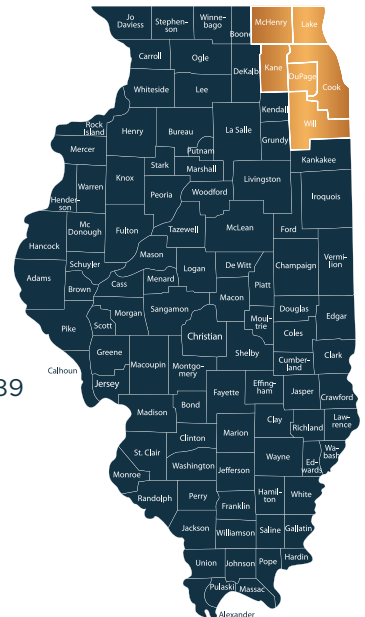 Jo
Daviess
Stephen-
son
Winne-
bago
Boone
McHenry
Lake
Carroll
Ogle
DeKalb
Kane
DuPage
Cook
Whiteside
Lee
Kendall
Will
Rock
Island
Henry
Bureau
La Salle
Grundy
Mercer
Putnam
Kankakee
Stark
Marshall
Knox
Warren
Peoria
Woodford
Livingston
Iroquois
Hender-
son
Mc
Donough
Fulton
Tazewell
McLean
Ford
Hancock
Mason
Schuyler
Logan
De Witt
Champaign
Vermi-
lion
Adams
Brown
Cass
Menard
Piatt
Macon
Morgan
Sangamon
Douglas
Edgar
Pike
Scott
Christian
Moul-
trie
Coles
Greene
Macoupin
Shelby
Cumber-
land
Clark
Calhoun
Montgo-
mery
39
Jersey
Fayette
Effing-
ham
Jasper
Crawford
Madison
Bond
Clay
Richland
Law-
rence
Clinton
Marion
St. Clair
Wayne
Ed-
wards
Wa-
bash
Washington
Jefferson
Monroe
Randolph
Perry
Hamil-
ton
White
Franklin
Jackson
Williamson
Saline
Gallatin
Union
Johnson
Pope
Hardin
Pulaski
Massac
Alexander